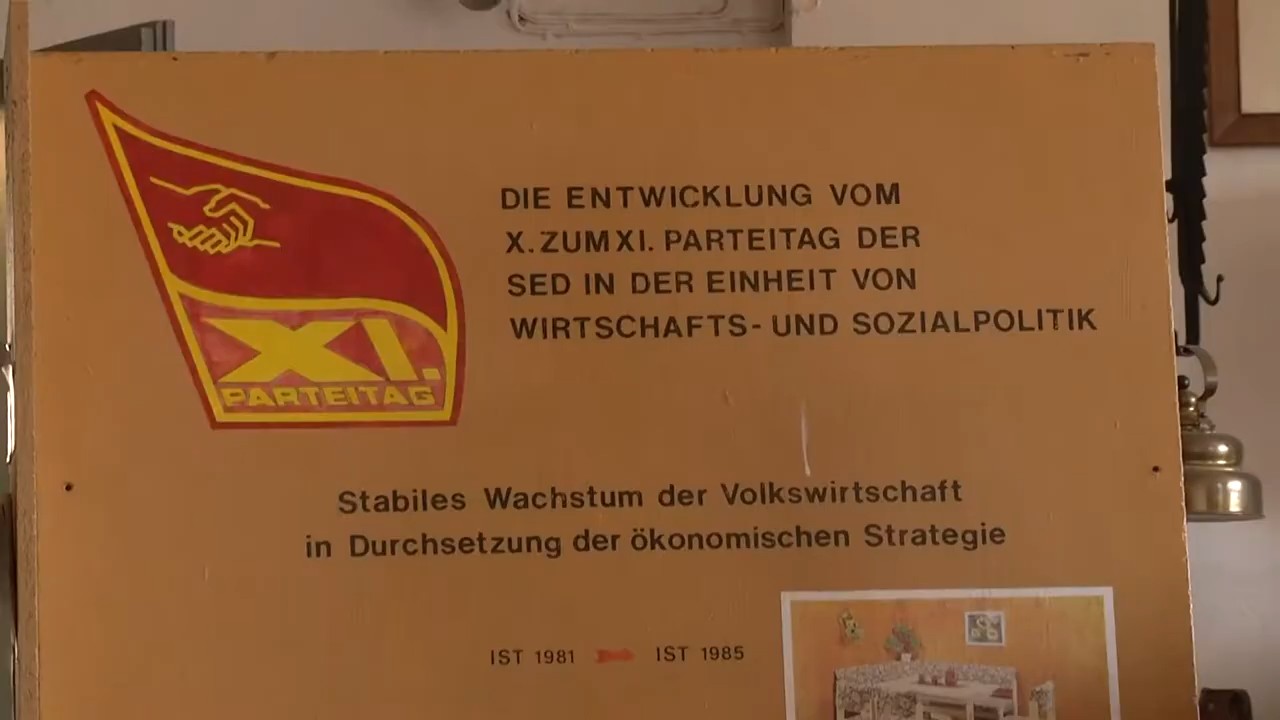 XI.
PARTEITAG
DIE ENTWICKLUNG VOM
X. ZUM XI. PARTEITAG DER
SED IN DER EINHEIT VON
WIRTSCHAFTS- UND SOZIALPOLITIK
Stabiles Wachstum der Volkswirtschaft
in Durchsetzung der ökonomischen Strategie
IST 1981 IST 1985